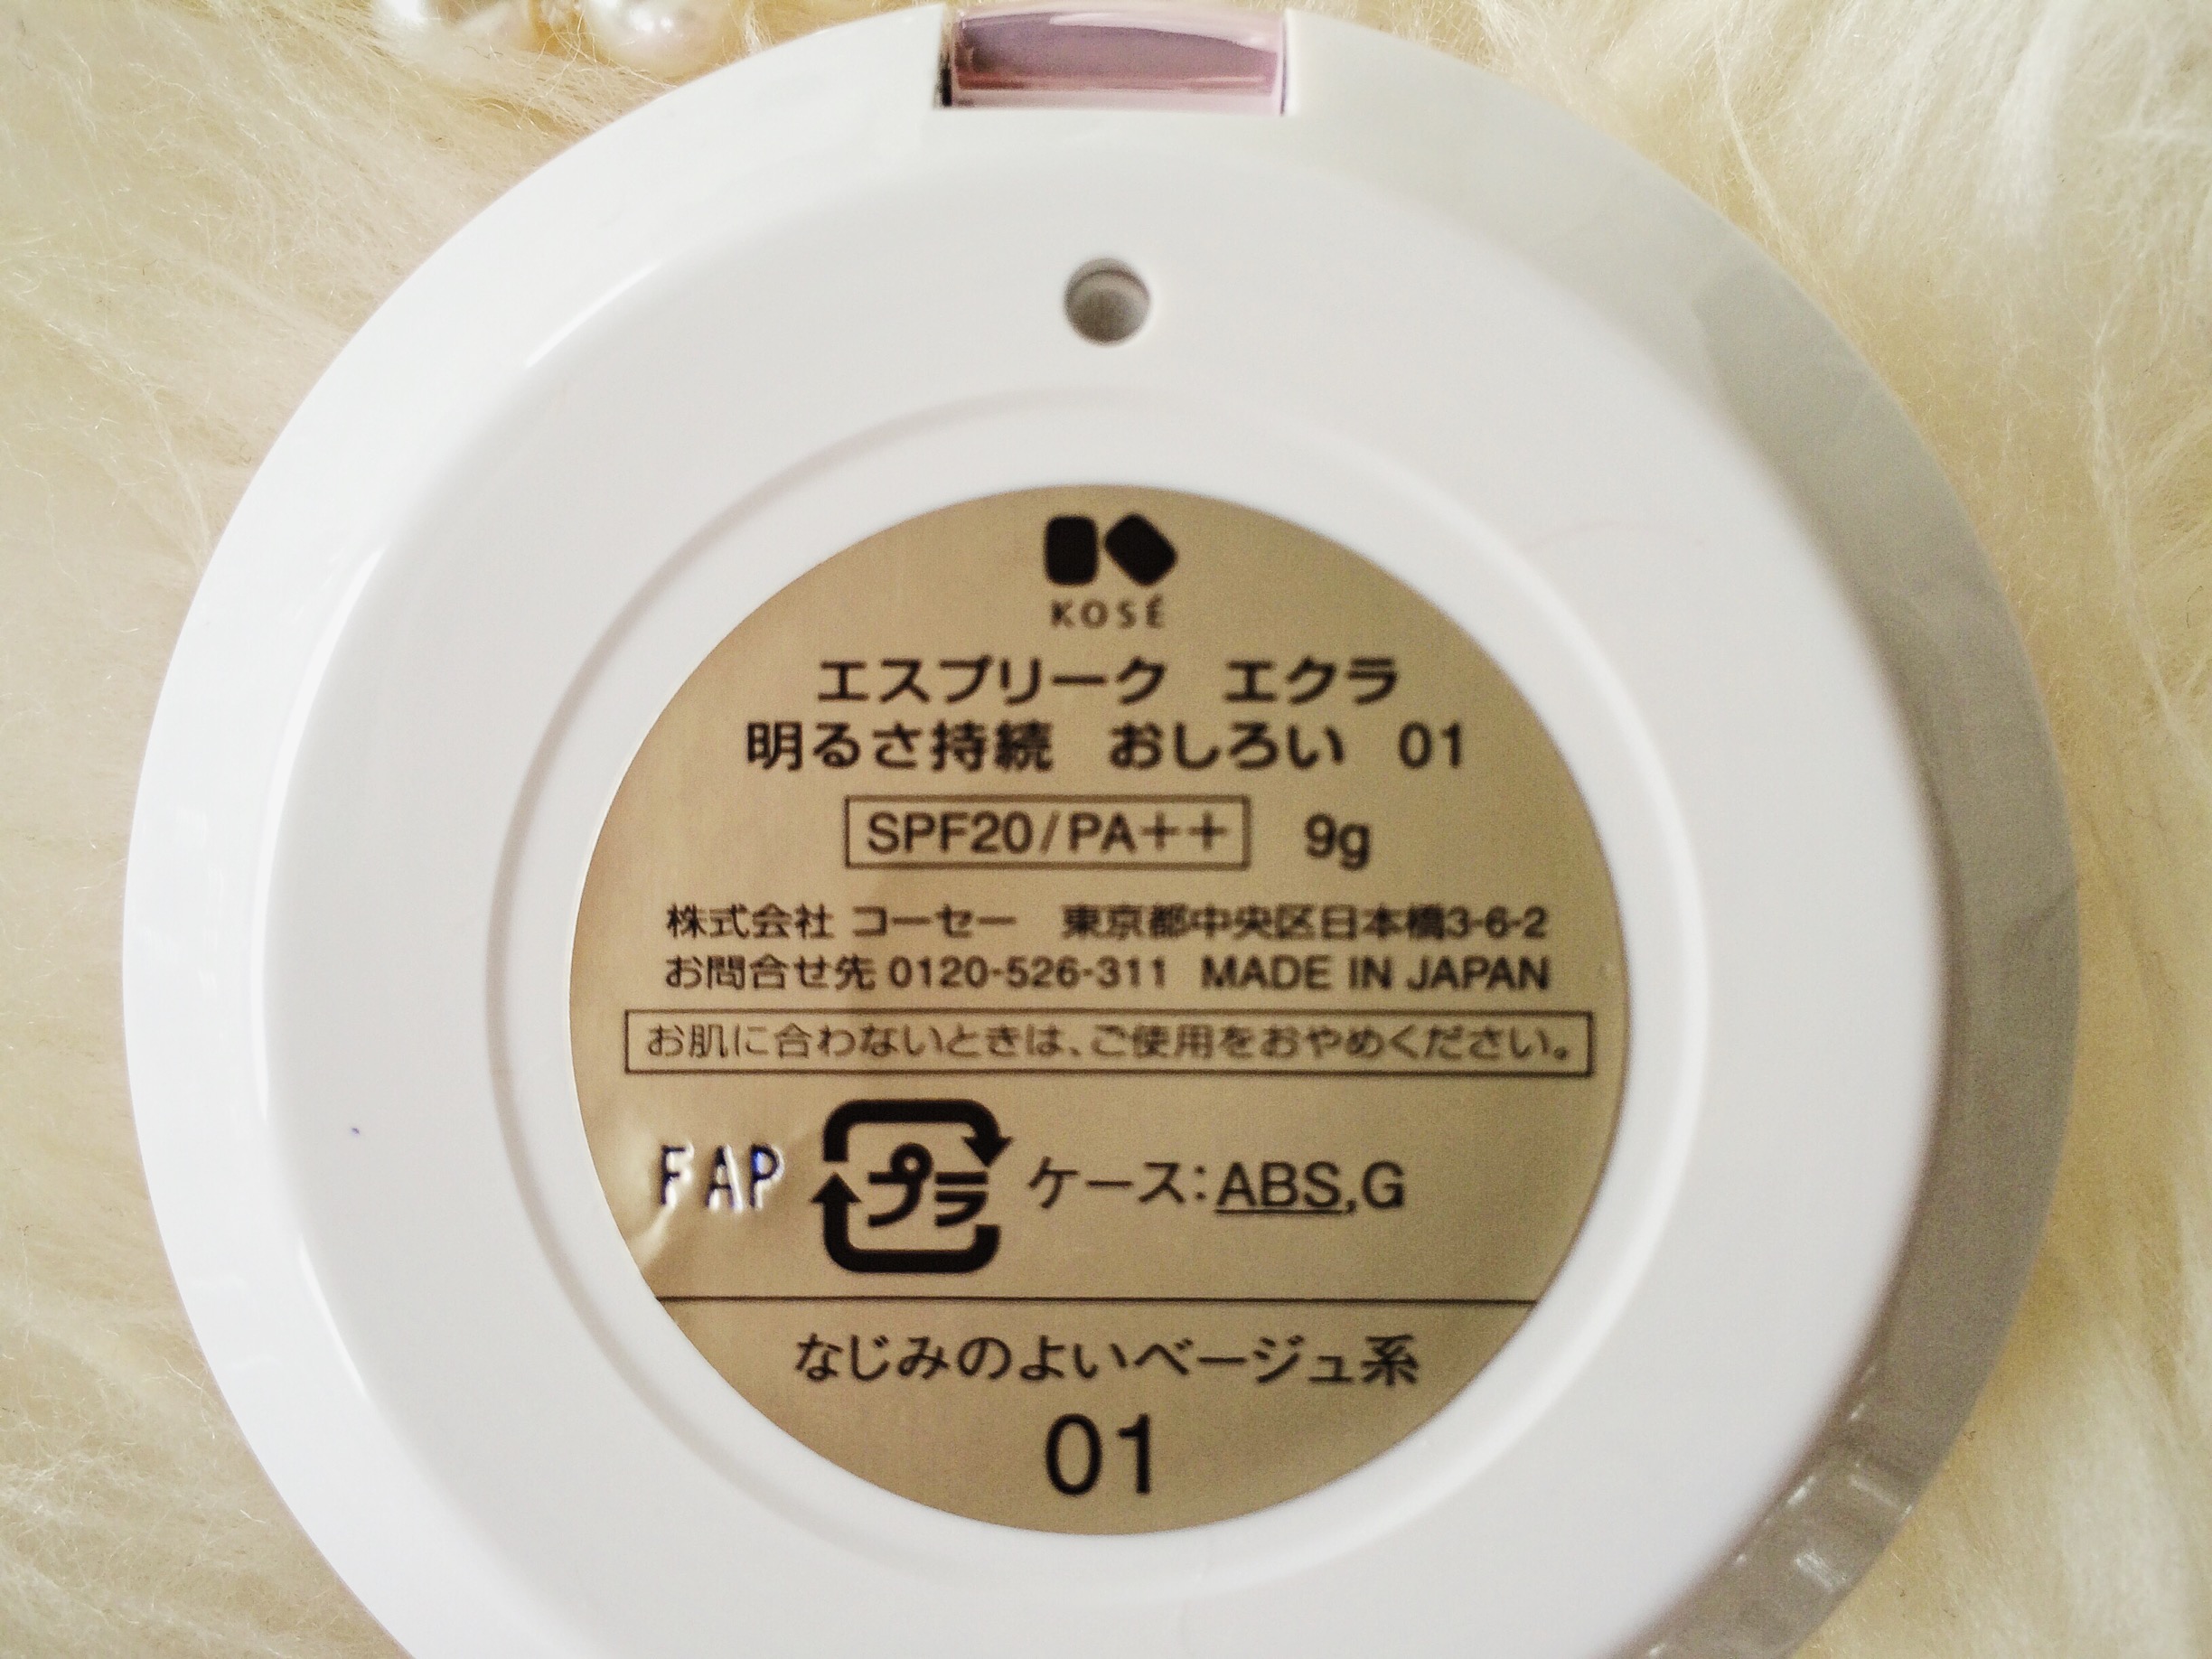 KOSÉ
エスプリーク エクラ
明るさ持続 おしろい 01
SPF20/PA++ 9g
株式会社 コーセー 東京都中央区日本橋3-6-2
お問合せ先 0120-526-311 MADE IN JAPAN
お肌に合わないときは、ご使用をおやめください。
FAP プラ ケース:ABS,G
なじみのよいベージュ系
01